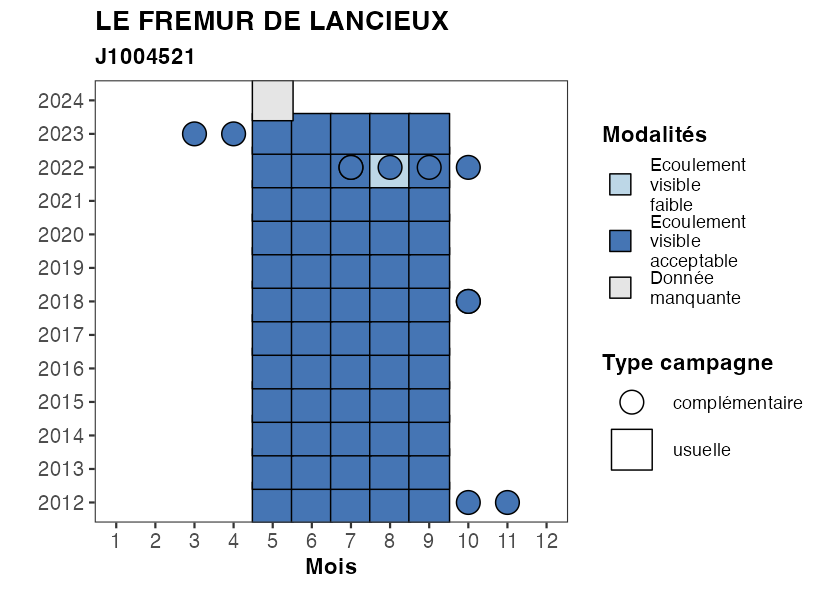 LE FREMUR DE LANCIEUX
J1004521
2024
2023
2022
2021
2020
2019
2018
2017
2016
2015
2014
2013
2012
1 2 3 4 5 6 7 8 9 10 11 12
Mois
Modalités
Ecoulement
visible
faible
Ecoulement
visible
acceptable
Donnée
manquante
Type campagne
complémentaire
usuelle